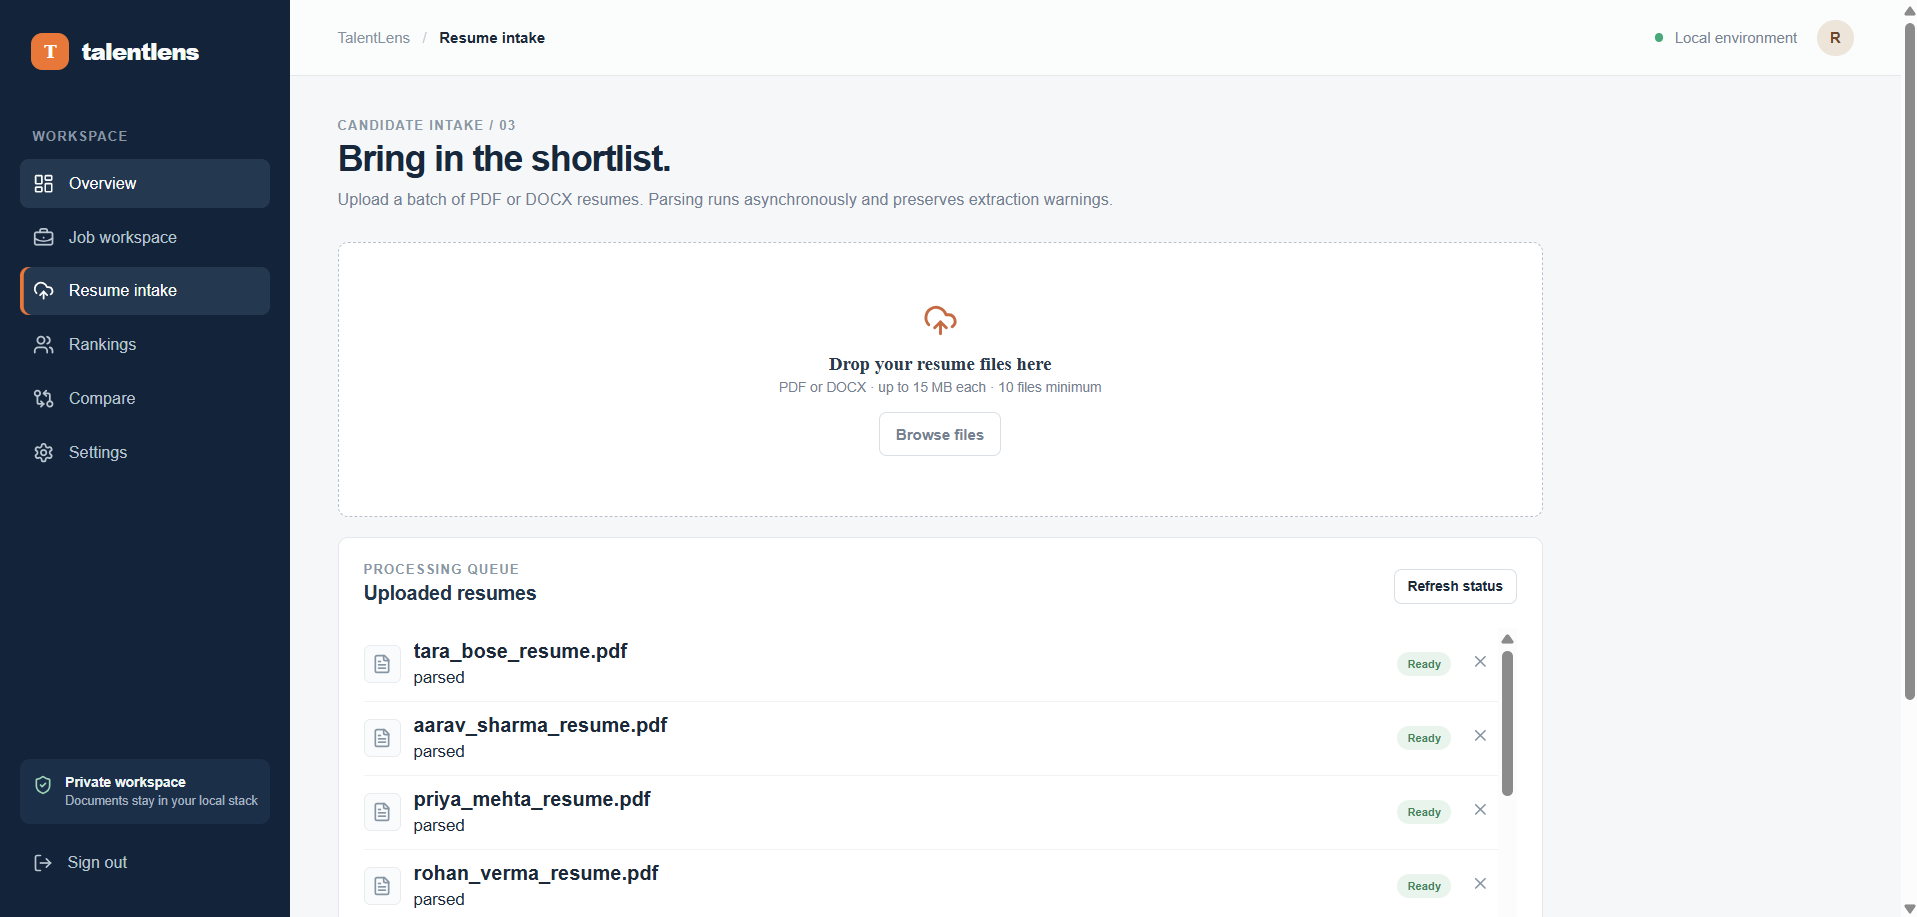 T talentlens
WORKSPACE
Overview
Job workspace
Resume intake
Rankings
Compare
Settings
Private workspace
Documents stay in your local stack
Sign out
TalentLens / Resume intake
Local environment R
CANDIDATE INTAKE / 03
Bring in the shortlist.
Upload a batch of PDF or DOCX resumes. Parsing runs asynchronously and preserves extraction warnings.
Drop your resume files here
PDF or DOCX · up to 15 MB each · 10 files minimum
Browse files
PROCESSING QUEUE
Uploaded resumes
Refresh status
tara_bose_resume.pdf
parsed
Ready
aarav_sharma_resume.pdf
parsed
Ready
priya_mehta_resume.pdf
parsed
Ready
rohan_verma_resume.pdf
parsed
Ready